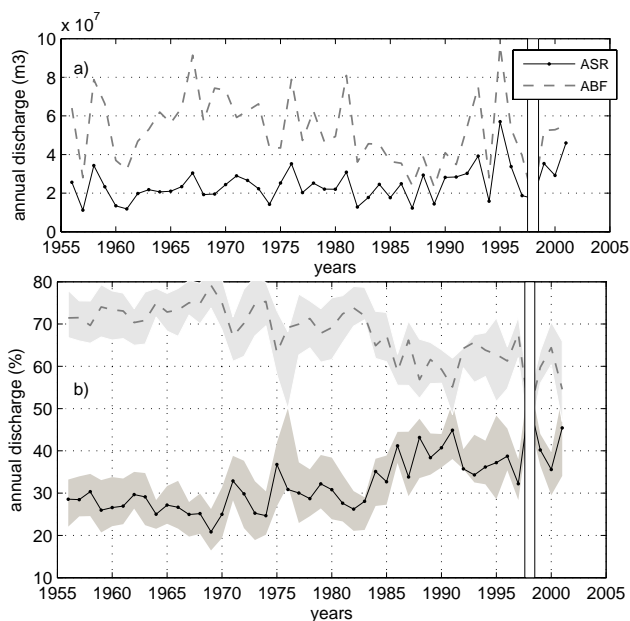 x 10⁷
10
8
6
4
2
0
annual discharge (m3)
a)
ASR
ABF
1955 1960 1965 1970 1975 1980 1985 1990 1995 2000 2005
years
80
70
60
50
40
30
20
10
annual discharge (%)
b)
1955 1960 1965 1970 1975 1980 1985 1990 1995 2000 2005
years